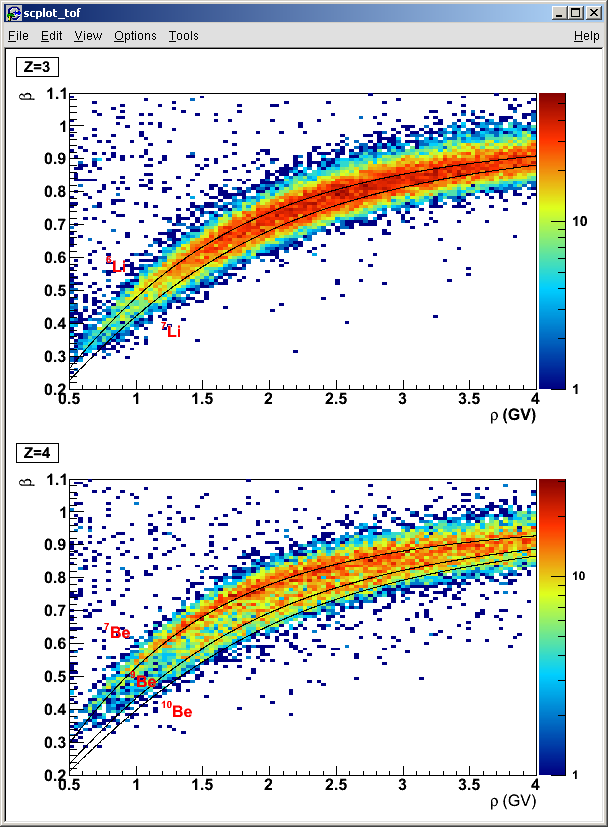 scplot_tof
File Edit View Options Tools Help
Z=3
β
1.1
1
0.9
0.8
0.7
0.6
0.5
0.4
0.3
0.2
⁶Li
⁷Li
10
1
0.5 1 1.5 2 2.5 3 3.5 4
ρ (GV)
Z=4
β
1.1
1
0.9
0.8
0.7
0.6
0.5
0.4
0.3
0.2
⁷Be
⁹Be
¹⁰Be
10
1
0.5 1 1.5 2 2.5 3 3.5 4
ρ (GV)